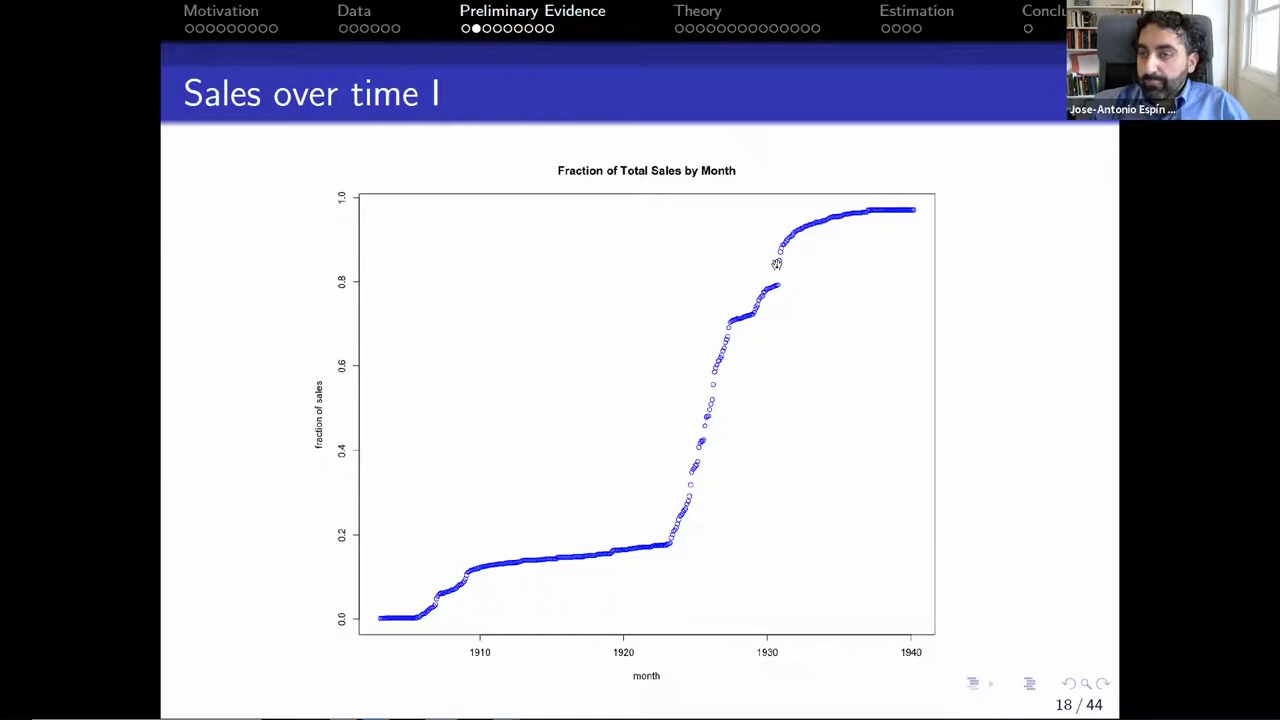 Motivation Data Preliminary Evidence Theory Estimation Conclu
Jose-Antonio Espín ...
Sales over time I
Fraction of Total Sales by Month
1.0
0.8
0.6
0.4
0.2
0.0
fraction of sales
1910 1920 1930 1940
month
18 / 44